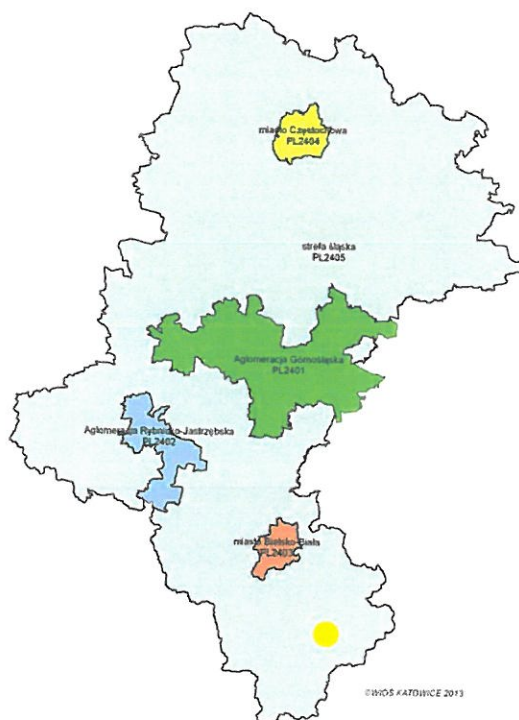 miasto Częstochowa
PL2404
strefa śląska
PL2405
Aglomeracja Górnośląska
PL2401
Aglomeracja Rybnicko-Jastrzębska
PL2402
miasto Bielsko-Biała
PL2403
©WIOŚ KATOWICE 2013